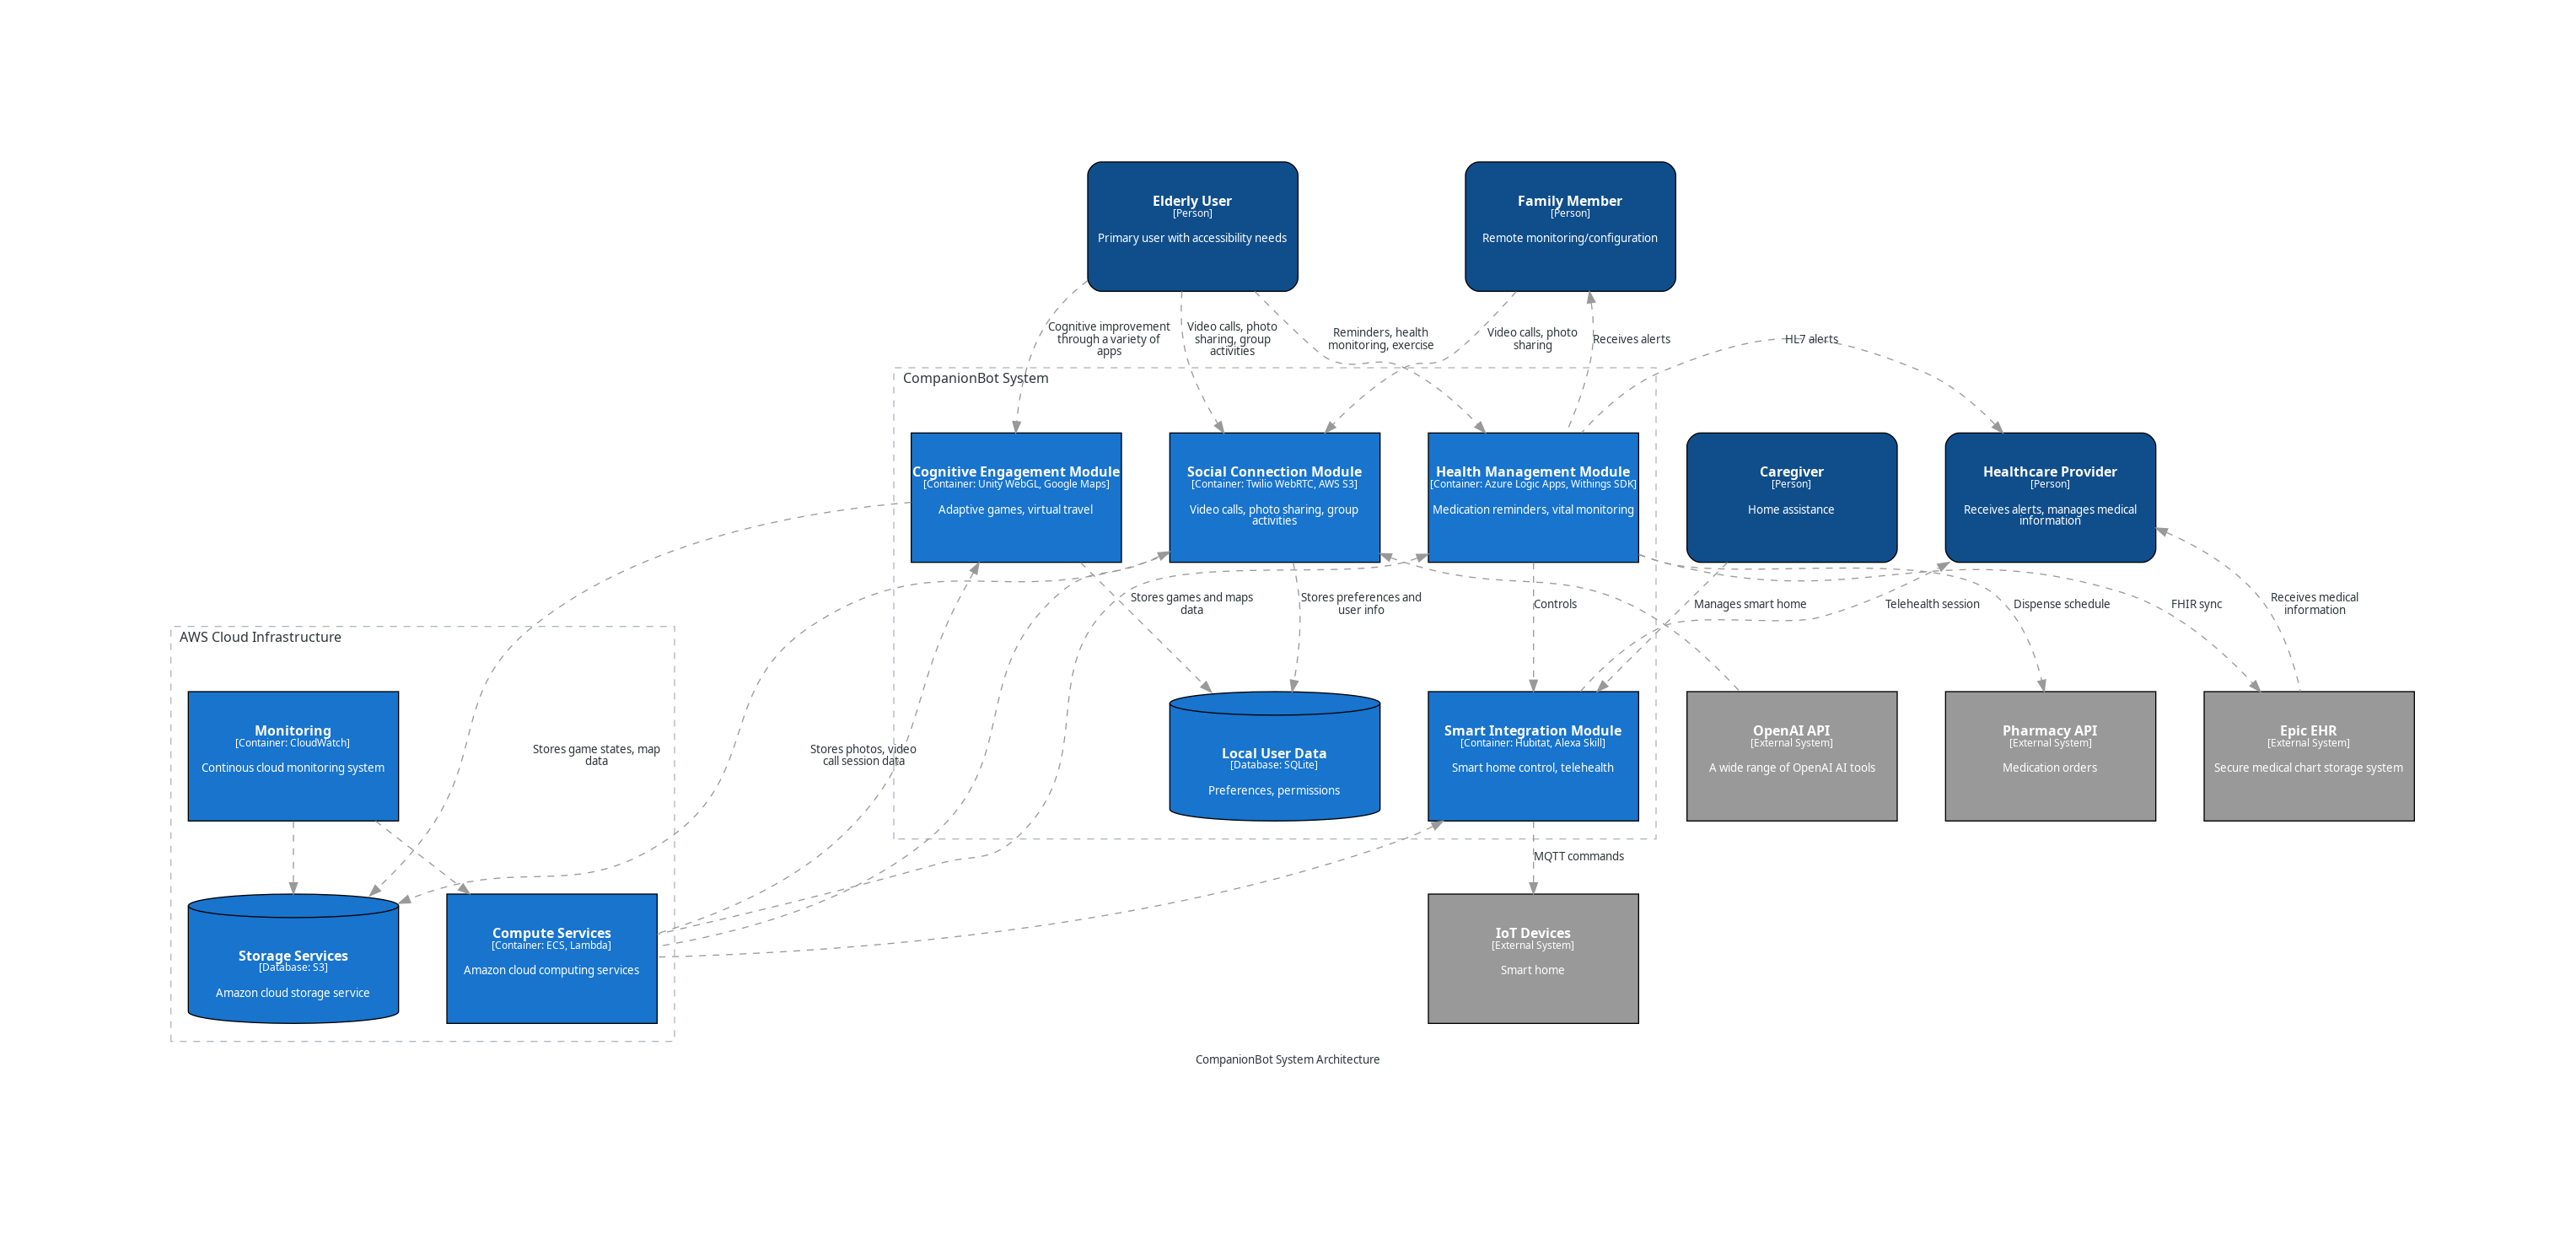 Elderly User
[Person]
Primary user with accessibility needs
Family Member
[Person]
Remote monitoring/configuration
Cognitive improvement
through a variety of
apps
Video calls, photo
sharing, group
activities
Reminders, health
monitoring, exercise
Video calls, photo
sharing
Receives alerts
HL7 alerts
CompanionBot System
Cognitive Engagement Module
[Container: Unity WebGL, Google Maps]
Adaptive games, virtual travel
Social Connection Module
[Container: Twilio WebRTC, AWS S3]
Video calls, photo sharing, group
activities
Health Management Module
[Container: Azure Logic Apps, Withings SDK]
Medication reminders, vital monitoring
Caregiver
[Person]
Home assistance
Healthcare Provider
[Person]
Receives alerts, manages medical
information
Stores games and maps
data
Stores preferences and
user info
Controls
Manages smart home
Telehealth session
Dispense schedule
FHIR sync
Receives medical
information
AWS Cloud Infrastructure
Monitoring
[Container: CloudWatch]
Continous cloud monitoring system
Stores game states, map
data
Stores photos, video
call session data
Local User Data
[Database: SQLite]
Preferences, permissions
Smart Integration Module
[Container: Hubitat, Alexa Skill]
Smart home control, telehealth
OpenAI API
[External System]
A wide range of OpenAI AI tools
Pharmacy API
[External System]
Medication orders
Epic EHR
[External System]
Secure medical chart storage system
MQTT commands
Storage Services
[Database: S3]
Amazon cloud storage service
Compute Services
[Container: ECS, Lambda]
Amazon cloud computing services
IoT Devices
[External System]
Smart home
CompanionBot System Architecture